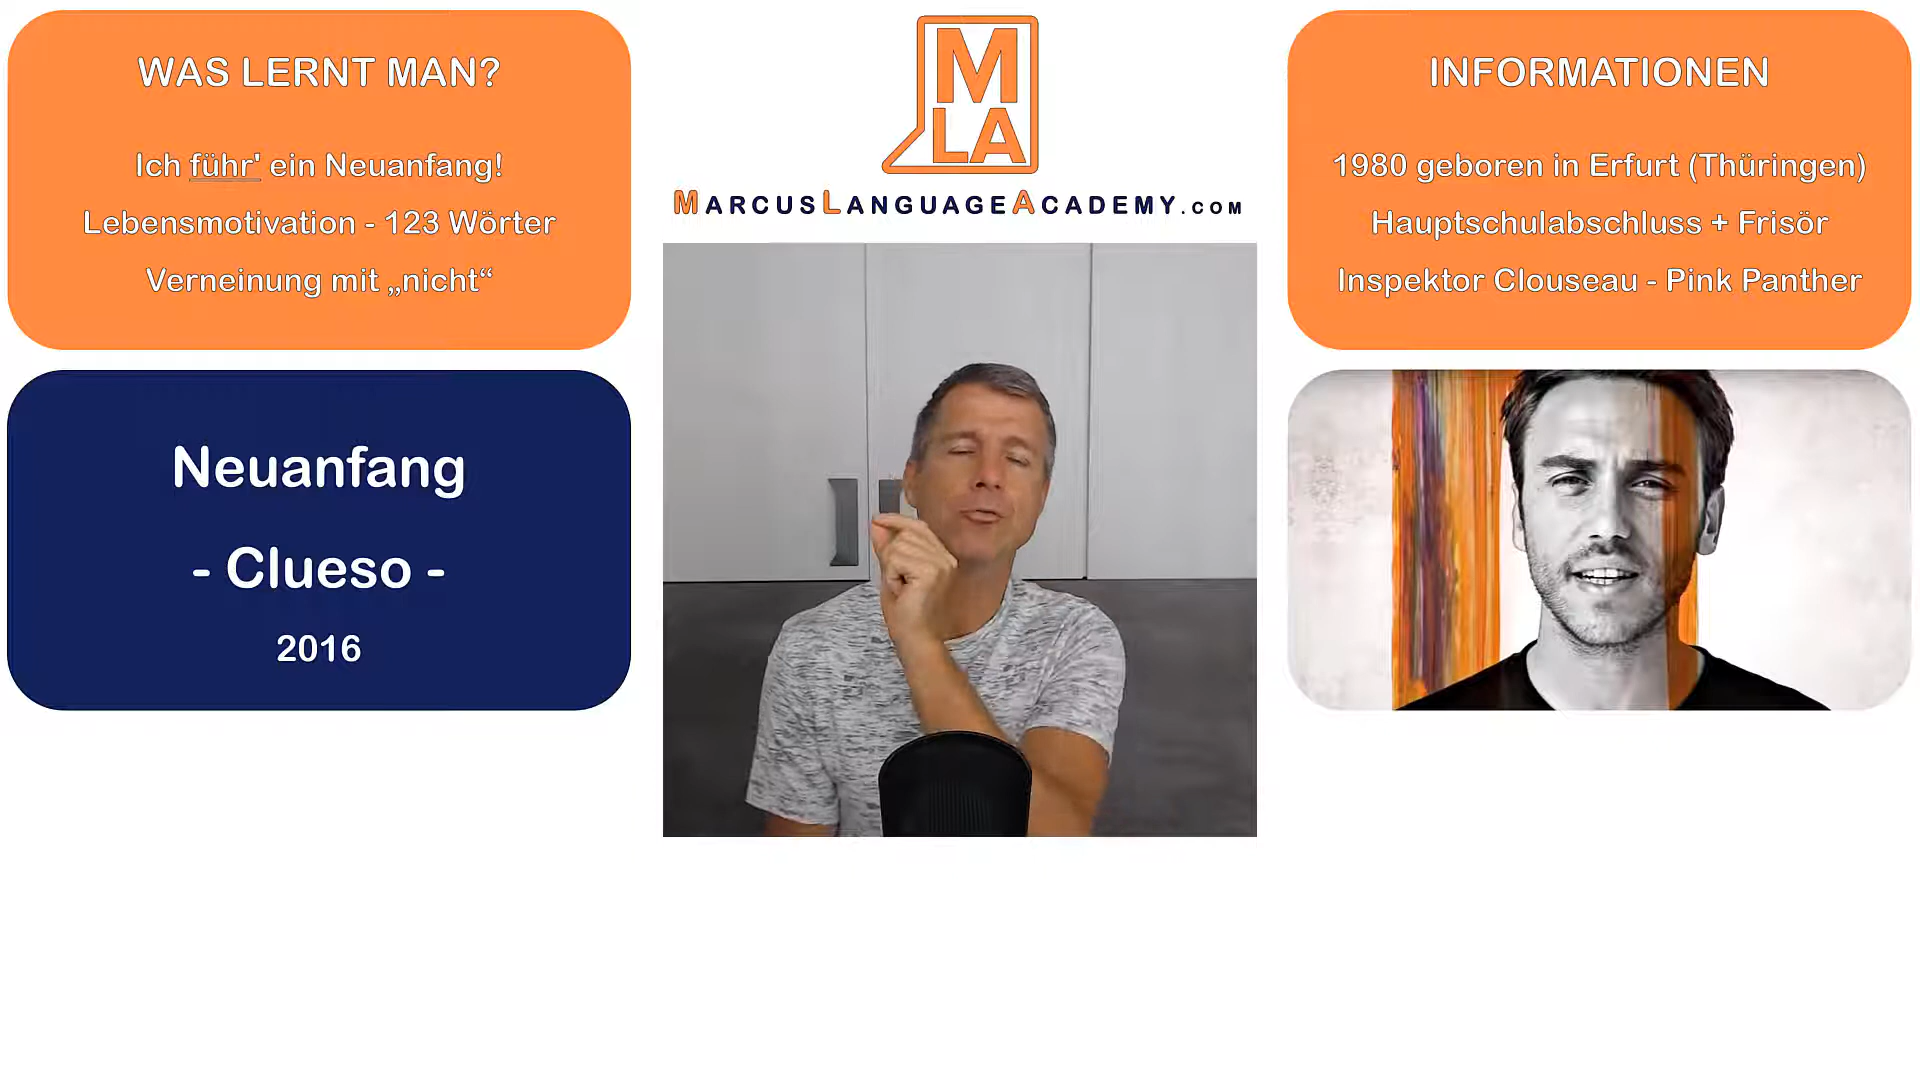 WAS LERNT MAN?
Ich führ' ein Neuanfang!
Lebensmotivation - 123 Wörter
Verneinung mit „nicht“
Neuanfang
- Clueso -
2016
M
LA
MARCUSLANGUAGEACADEMY.COM
INFORMATIONEN
1980 geboren in Erfurt (Thüringen)
Hauptschulabschluss + Frisör
Inspektor Clouseau - Pink Panther